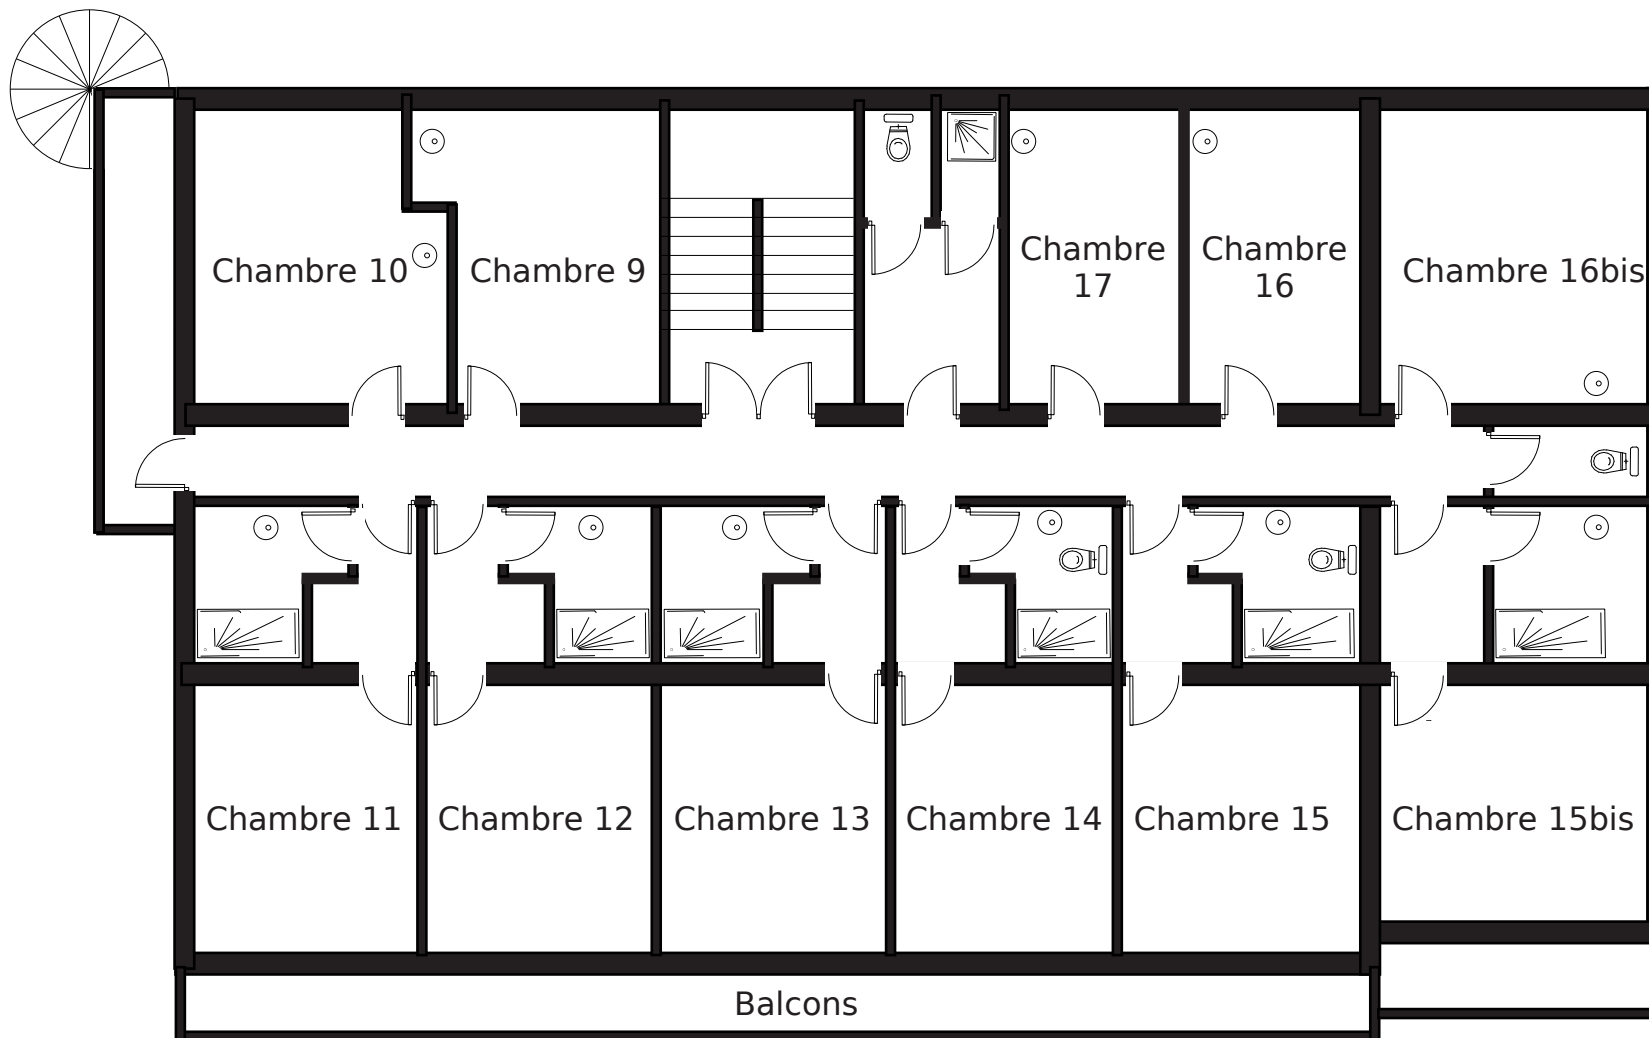 Chambre 10
Chambre 9
Chambre
17
Chambre
16
Chambre 16bis
Chambre 11
Chambre 12
Chambre 13
Chambre 14
Chambre 15
Chambre 15bis
Balcons